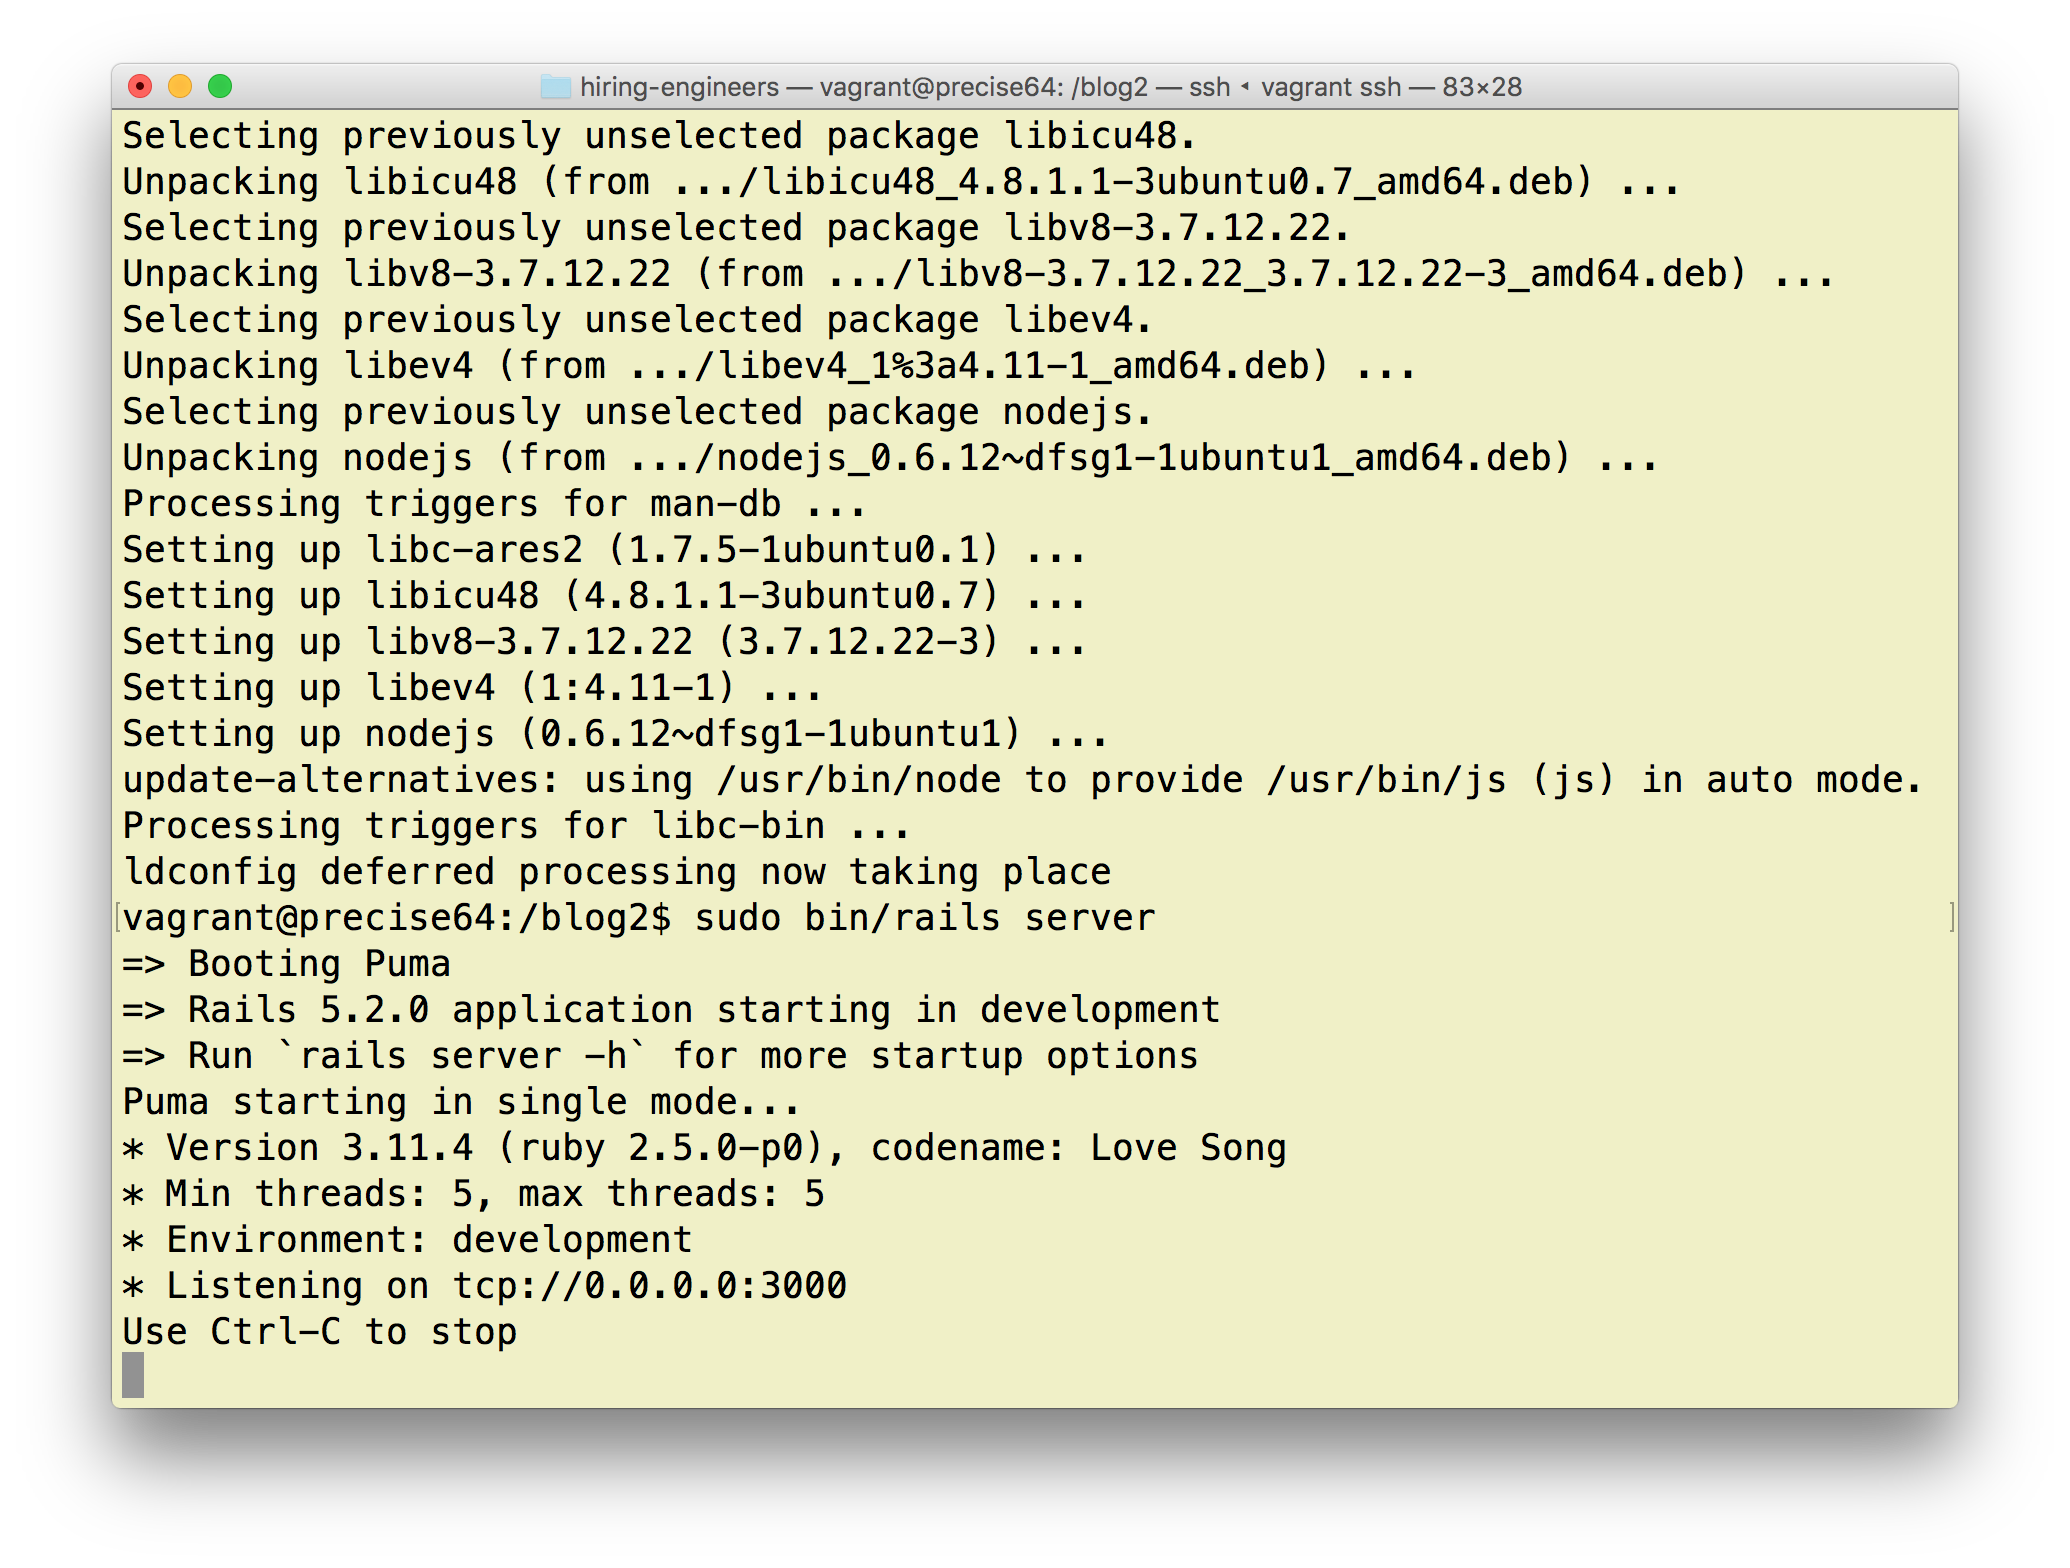 hiring-engineers — vagrant@precise64: /blog2 — ssh ◂ vagrant ssh — 83×28
Selecting previously unselected package libicu48.
Unpacking libicu48 (from .../libicu48_4.8.1.1-3ubuntu0.7_amd64.deb) ...
Selecting previously unselected package libv8-3.7.12.22.
Unpacking libv8-3.7.12.22 (from .../libv8-3.7.12.22_3.7.12.22-3_amd64.deb) ...
Selecting previously unselected package libev4.
Unpacking libev4 (from .../libev4_1%3a4.11-1_amd64.deb) ...
Selecting previously unselected package nodejs.
Unpacking nodejs (from .../nodejs_0.6.12~dfsg1-1ubuntu1_amd64.deb) ...
Processing triggers for man-db ...
Setting up libc-ares2 (1.7.5-1ubuntu0.1) ...
Setting up libicu48 (4.8.1.1-3ubuntu0.7) ...
Setting up libv8-3.7.12.22 (3.7.12.22-3) ...
Setting up libev4 (1:4.11-1) ...
Setting up nodejs (0.6.12~dfsg1-1ubuntu1) ...
update-alternatives: using /usr/bin/node to provide /usr/bin/js (js) in auto mode.
Processing triggers for libc-bin ...
ldconfig deferred processing now taking place
[vagrant@precise64:/blog2$ sudo bin/rails server ]
=> Booting Puma
=> Rails 5.2.0 application starting in development
=> Run `rails server -h` for more startup options
Puma starting in single mode...
* Version 3.11.4 (ruby 2.5.0-p0), codename: Love Song
* Min threads: 5, max threads: 5
* Environment: development
* Listening on tcp://0.0.0.0:3000
Use Ctrl-C to stop